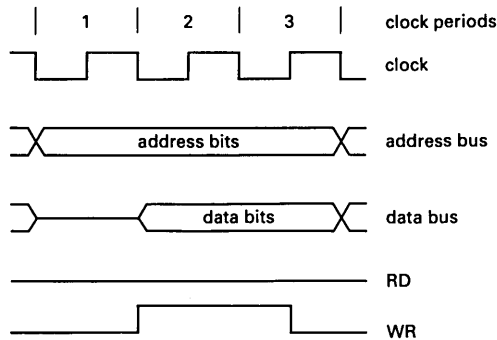 1 2 3 clock periods
clock
address bits address bus
data bits data bus
RD
WR